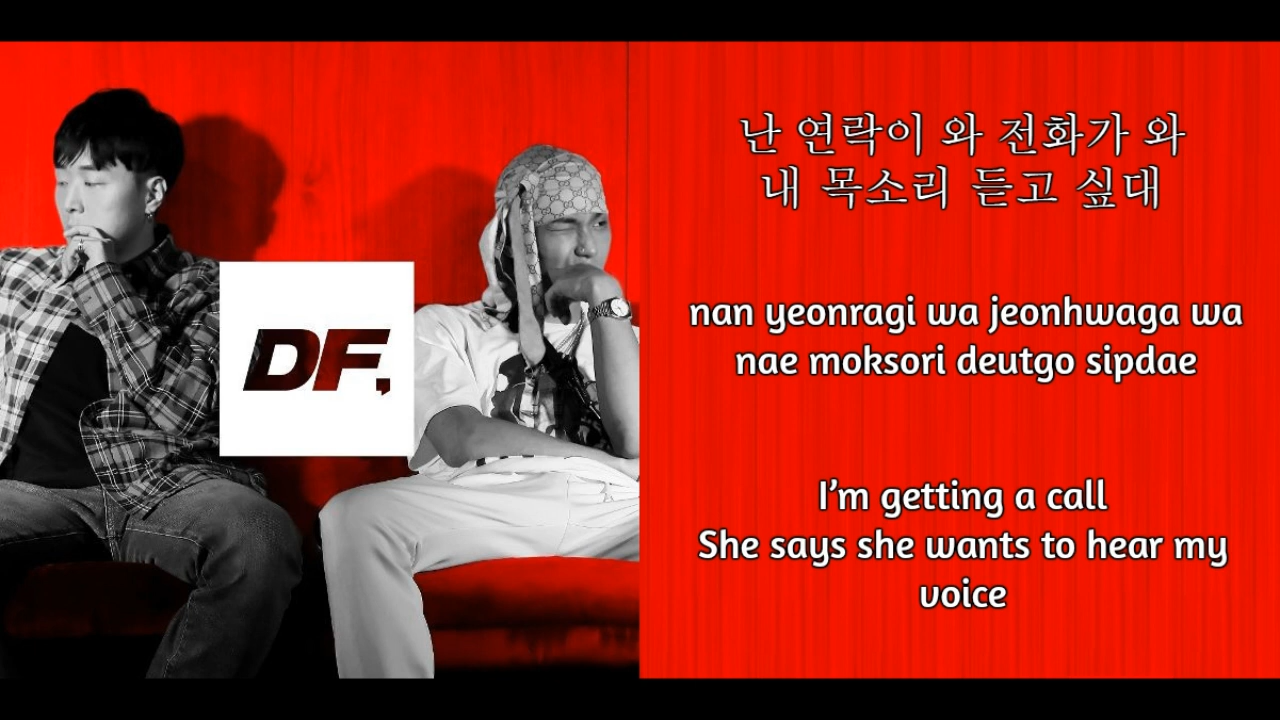 DF,
난 연락이 와 전화가 와
내 목소리 듣고 싶대
nan yeonragi wa jeonhwaga wa
nae moksori deutgo sipdae
I’m getting a call
She says she wants to hear my
voice